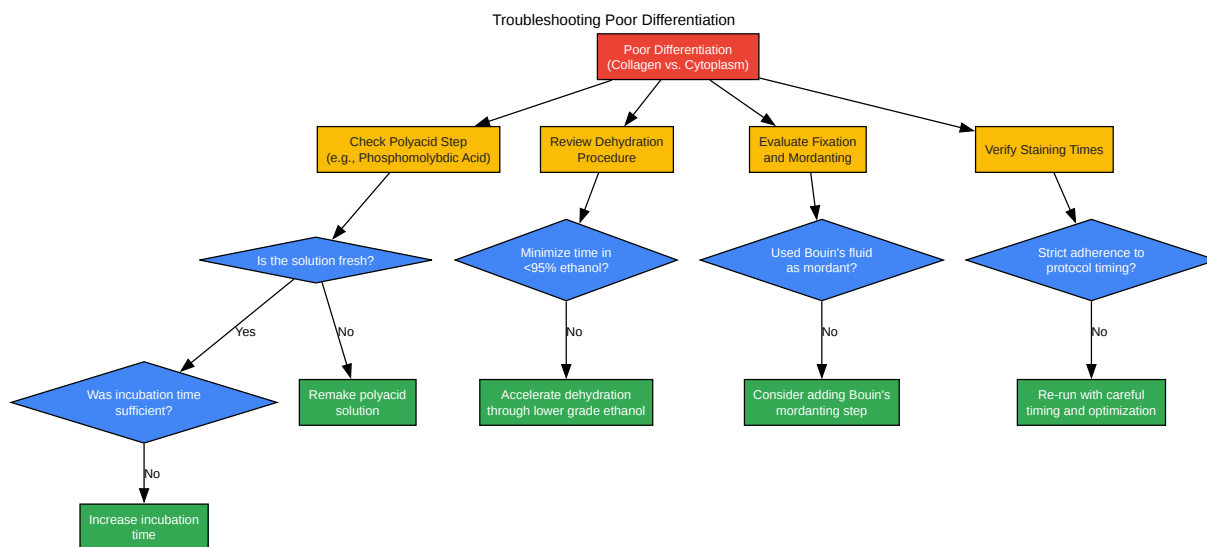 Troubleshooting Poor Differentiation
Poor Differentiation
(Collagen vs. Cytoplasm)
Check Polyacid Step
(e.g., Phosphomolybdic Acid)
Review Dehydration
Procedure
Evaluate Fixation
and Mordanting
Verify Staining Times
Is the solution fresh?
Minimize time in
<95% ethanol?
Used Bouin's fluid
as mordant?
Strict adherence to
protocol timing?
Yes
No
No
No
No
Was incubation time
sufficient?
Remake polyacid
solution
Accelerate dehydration
through lower grade ethanol
Consider adding Bouin's
mordanting step
Re-run with careful
timing and optimization
No
Increase incubation
time